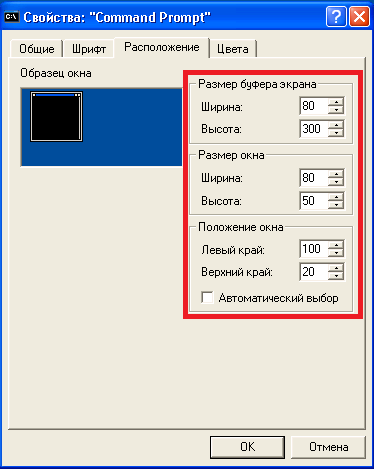 C:\ Свойства: "Command Prompt"
Общие Шрифт Расположение Цвета
Образец окна
Размер буфера экрана
Ширина: 80
Высота: 300
Размер окна
Ширина: 80
Высота: 50
Положение окна
Левый край: 100
Верхний край: 20
Автоматический выбор
OK Отмена